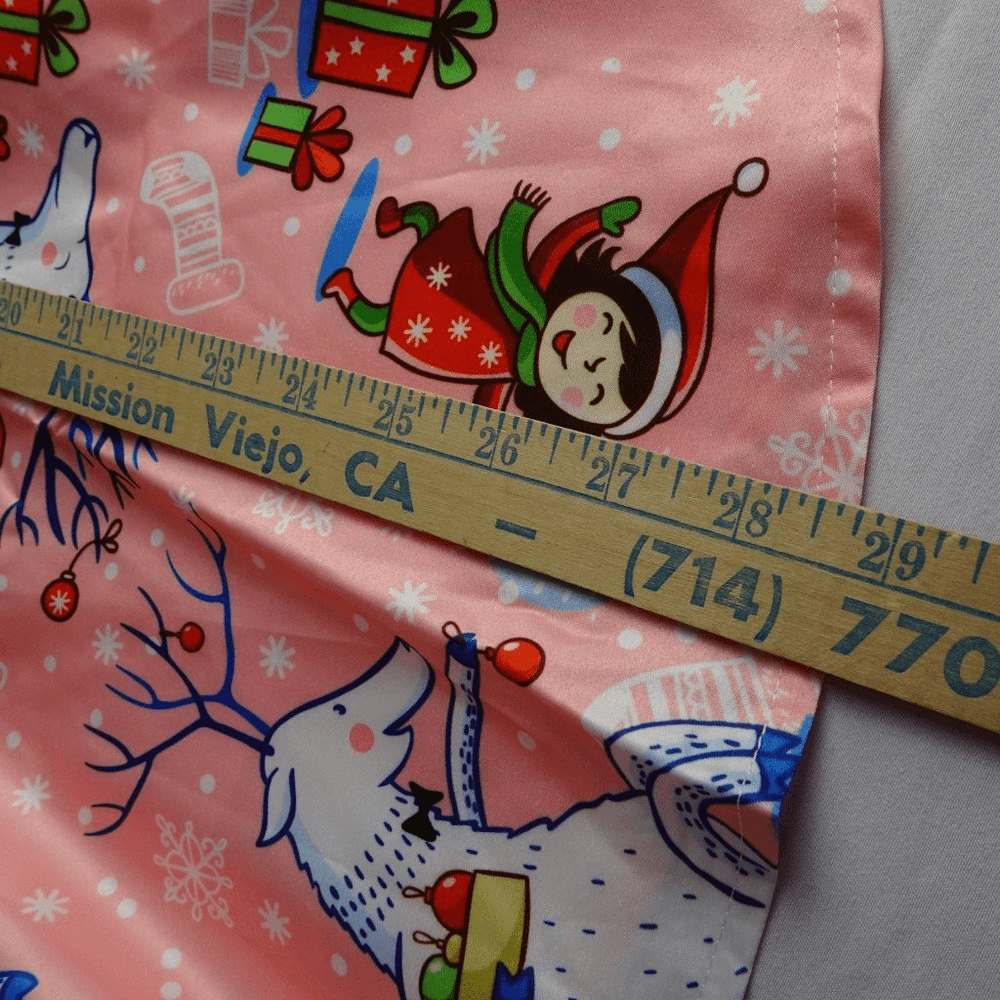 20 21 22 23 24 25 26 27 28 29
Mission Viejo, CA – (714) 770